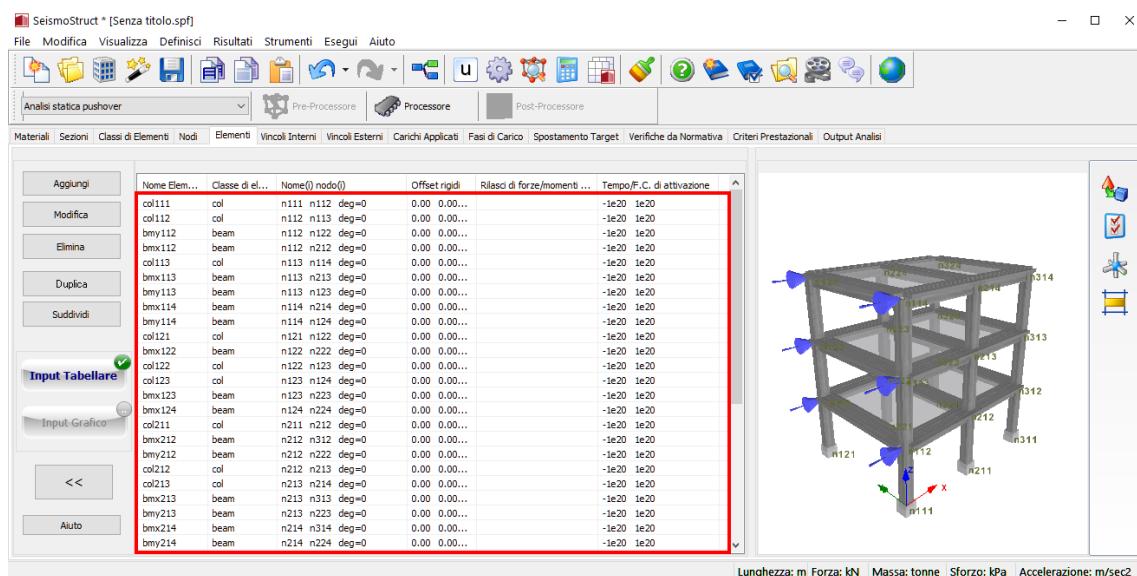 SeismoStruct * [Senza titolo.spf]
File Modifica Visualizza Definisci Risultati Strumenti Esegui Aiuto
u
Analisi statica pushover Pre-Processore Processore Post-Processore
Materiali Sezioni Classi di Elementi Nodi Elementi Vincoli Interni Vincoli Esterni Carichi Applicati Fasi di Carico Spostamento Target Verifiche da Normativa Criteri Prestazionali Output Analisi
Aggiungi
Modifica
Elimina
Duplica
Suddividi
Input Tabellare
Input Grafico
<<
Aiuto
Nome Elem... Classe di el... Nome(i) nodo(i) Offset rigidi Rilasci di forze/momenti ... Tempo/F.C. di attivazione
col111 col n111 n112 deg=0 0.00 0.00... -1e20 1e20
col112 col n112 n113 deg=0 0.00 0.00... -1e20 1e20
bmy112 beam n112 n122 deg=0 0.00 0.00... -1e20 1e20
bmx112 beam n112 n212 deg=0 0.00 0.00... -1e20 1e20
col113 col n113 n114 deg=0 0.00 0.00... -1e20 1e20
bmx113 beam n113 n213 deg=0 0.00 0.00... -1e20 1e20
bmy113 beam n113 n123 deg=0 0.00 0.00... -1e20 1e20
bmx114 beam n114 n214 deg=0 0.00 0.00... -1e20 1e20
bmy114 beam n114 n124 deg=0 0.00 0.00... -1e20 1e20
col121 col n121 n122 deg=0 0.00 0.00... -1e20 1e20
bmx122 beam n122 n222 deg=0 0.00 0.00... -1e20 1e20
col122 col n122 n123 deg=0 0.00 0.00... -1e20 1e20
col123 col n123 n124 deg=0 0.00 0.00... -1e20 1e20
bmx123 beam n123 n223 deg=0 0.00 0.00... -1e20 1e20
bmx124 beam n124 n224 deg=0 0.00 0.00... -1e20 1e20
col211 col n211 n212 deg=0 0.00 0.00... -1e20 1e20
bmx212 beam n212 n312 deg=0 0.00 0.00... -1e20 1e20
bmy212 beam n212 n222 deg=0 0.00 0.00... -1e20 1e20
col212 col n212 n213 deg=0 0.00 0.00... -1e20 1e20
col213 col n213 n214 deg=0 0.00 0.00... -1e20 1e20
bmx213 beam n213 n313 deg=0 0.00 0.00... -1e20 1e20
bmy213 beam n213 n223 deg=0 0.00 0.00... -1e20 1e20
bmx214 beam n214 n314 deg=0 0.00 0.00... -1e20 1e20
bmy214 beam n214 n224 deg=0 0.00 0.00... -1e20 1e20
n324
n314
n214
n114
n313
n213
n312
n212
n311
n112
n121
n211
z
x
n111
Lunghezza: m Forza: kN Massa: tonne Sforzo: kPa Accelerazione: m/sec2